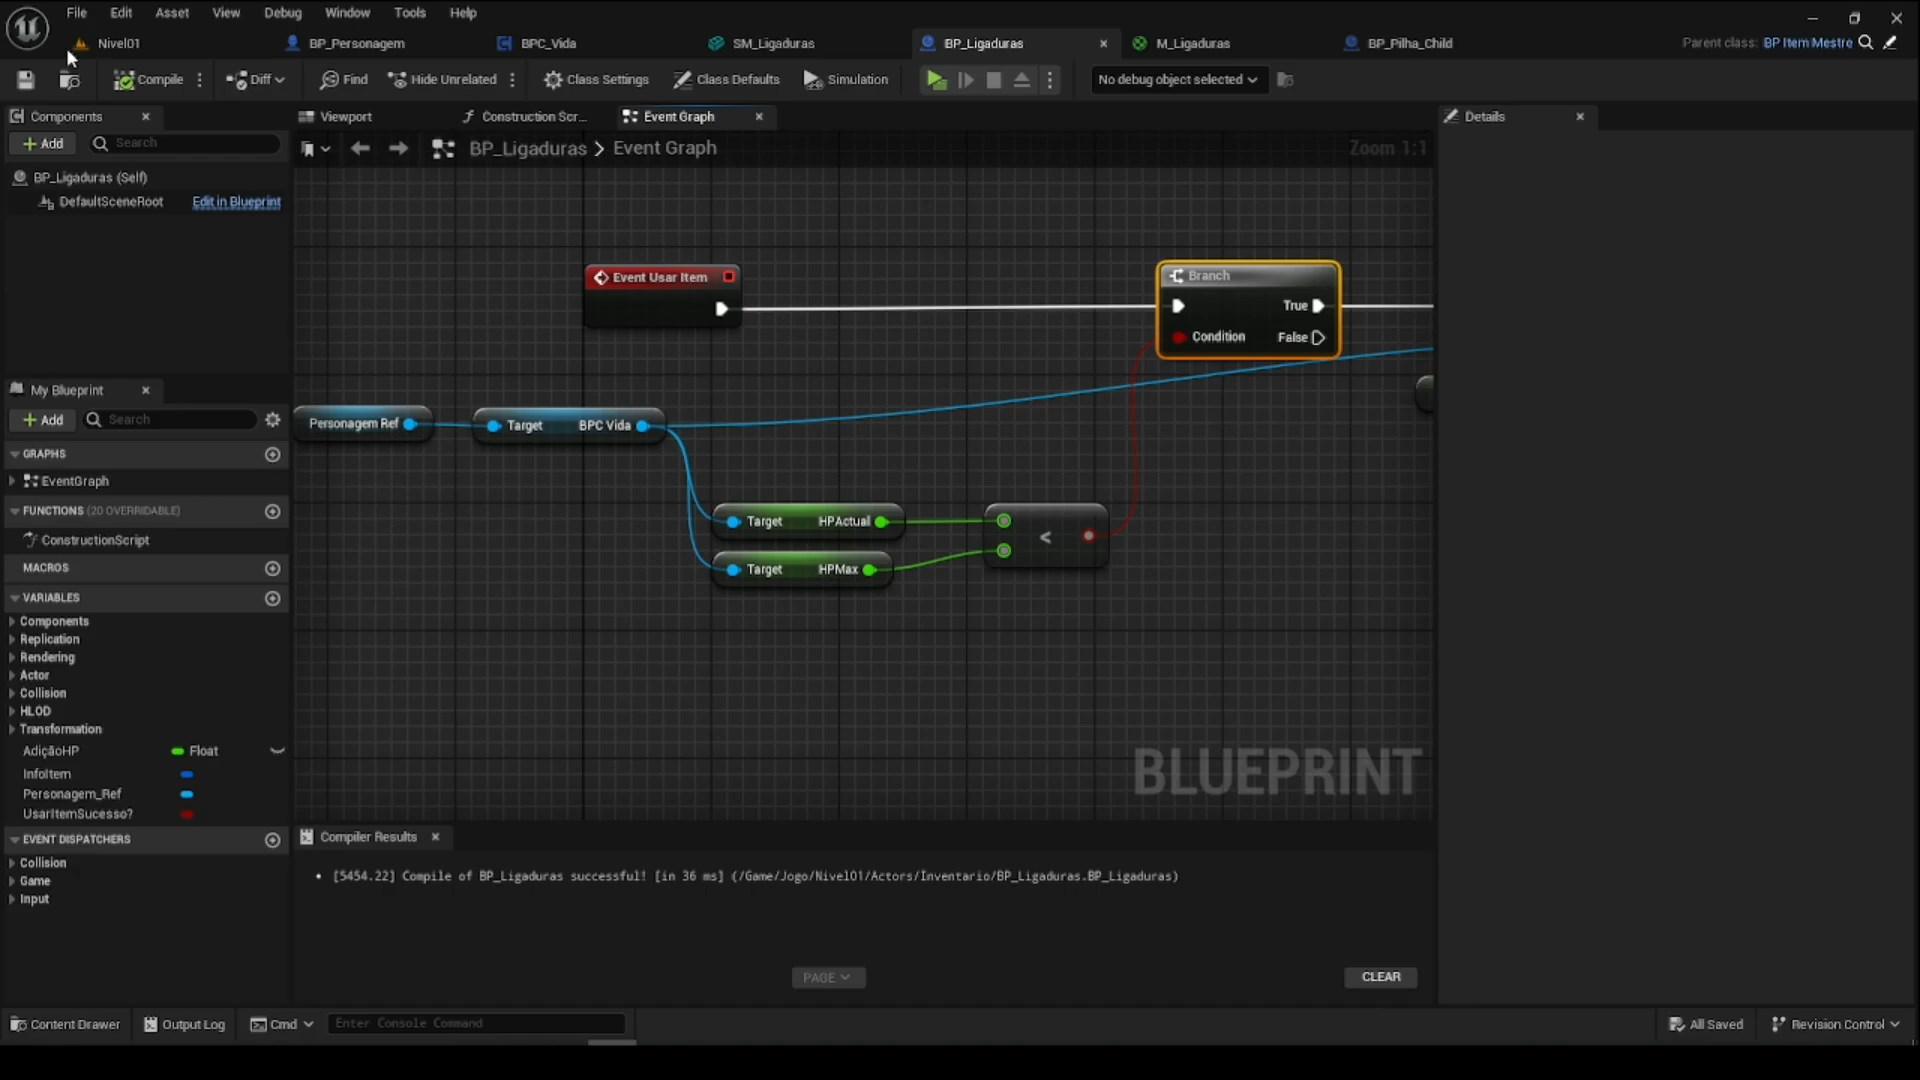 File Edit Asset View Debug Window Tools Help
Nivel01 BP_Personagem BPC_Vida SM_Ligaduras BP_Ligaduras M_Ligaduras BP_Pilha_Child Parent class: BP Item Mestre
Compile Diff Find Hide Unrelated Class Settings Class Defaults Simulation No debug object selected
Components Viewport Construction Scr... Event Graph Details
Add Search BP_Ligaduras > Event Graph Zoom 1:1
BP_Ligaduras (Self)
DefaultSceneRoot Edit in Blueprint
Event Usar Item
Branch
True
Condition False
My Blueprint
Add Search
Personagem Ref
Target BPC Vida
GRAPHS
EventGraph
FUNCTIONS (20 OVERRIDABLE)
ConstructionScript
Target HPActual
<
Target HPMax
MACROS
VARIABLES
Components
Replication
Rendering
Actor
Collision
HLOD
Transformation
AdiçãoHP Float
InfoItem
Personagem_Ref
UsarItemSucesso?
BLUEPRINT
EVENT DISPATCHERS
Collision
Game
Input
Compiler Results
• [5454.22] Compile of BP_Ligaduras successful! [in 36 ms] (/Game/Jogo/Nivel01/Actors/Inventario/BP_Ligaduras.BP_Ligaduras)
PAGE CLEAR
Content Drawer Output Log Cmd Enter Console Command All Saved Revision Control